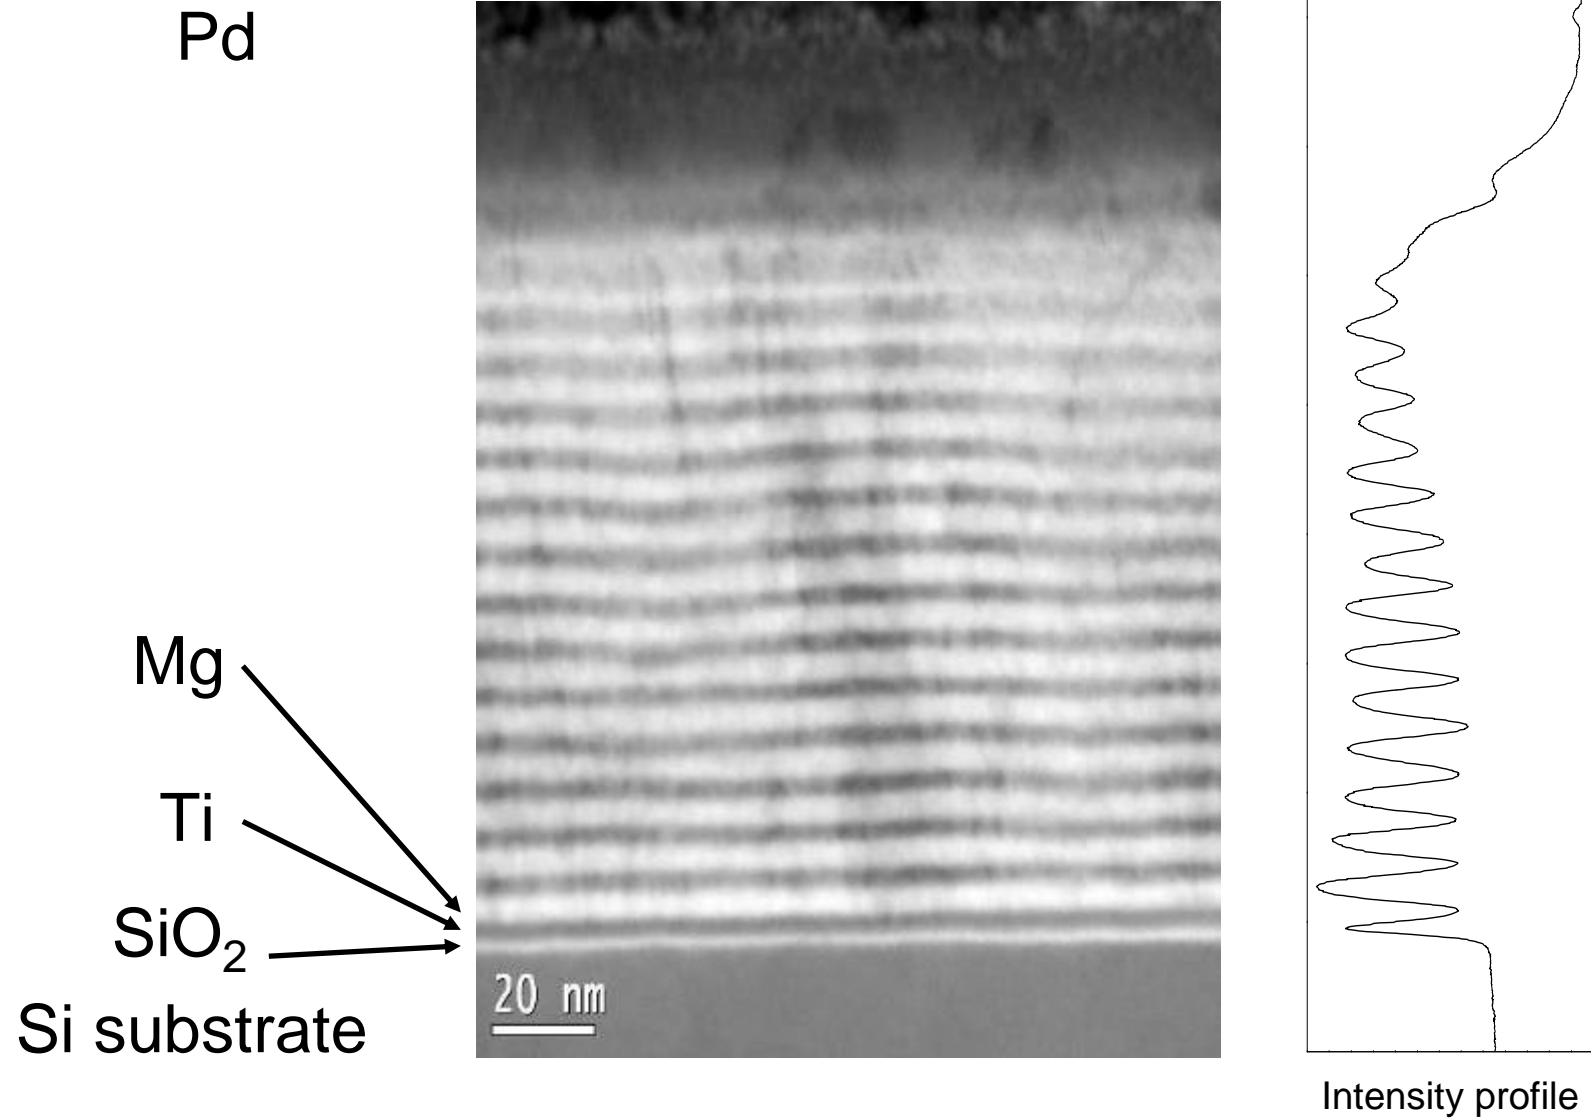 Pd
Mg
Ti
SiO₂
Si substrate
20 nm
Intensity profile